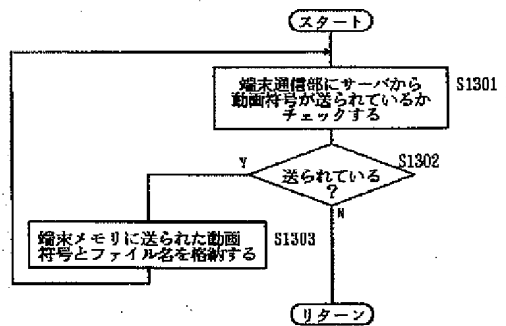 スタート
端末通信部にサーバから
動画符号が送られているか
チェックする
S1301
送られている
?
S1302
Y
N
端末メモリに送られた動画
符号とファイル名を格納する
S1303
リターン